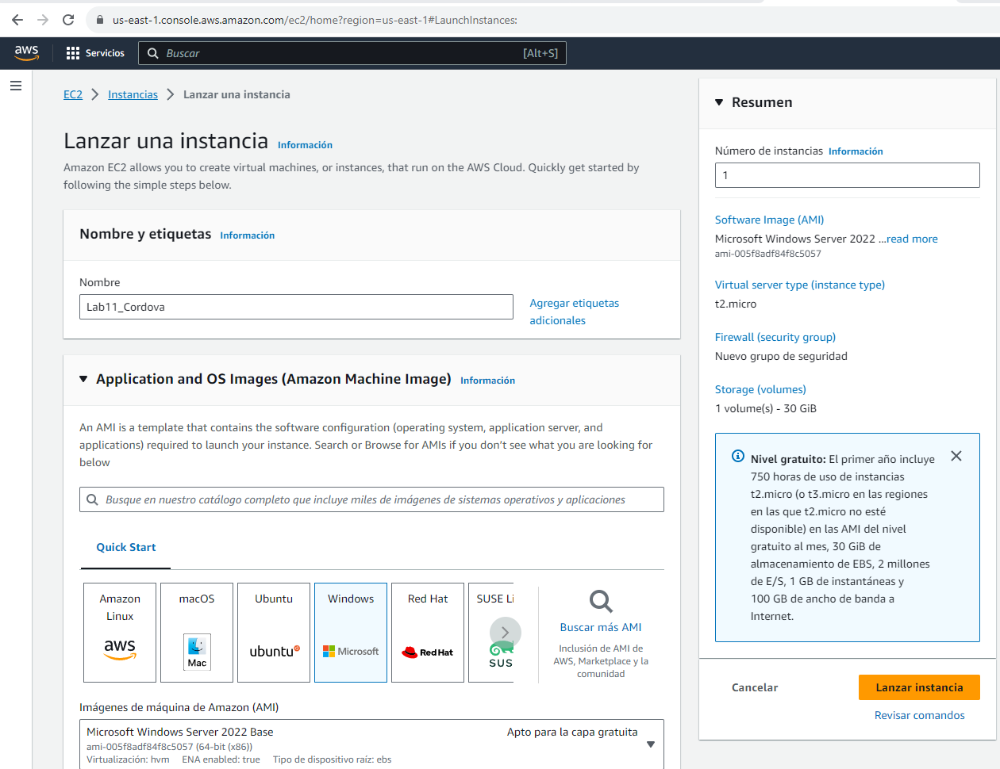 us-east-1.console.aws.amazon.com/ec2/home?region=us-east-1#LaunchInstances:
aws
Servicios
Buscar
[Alt+S]
EC2
Instancias
Lanzar una instancia
Lanzar una instancia Información
Amazon EC2 allows you to create virtual machines, or instances, that run on the AWS Cloud. Quickly get started by
following the simple steps below.
Nombre y etiquetas Información
Nombre
Lab11_Cordova
Agregar etiquetas
adicionales
Application and OS Images (Amazon Machine Image) Información
An AMI is a template that contains the software configuration (operating system, application server, and
applications) required to launch your instance. Search or Browse for AMIs if you don't see what you are looking for
below
Busque en nuestro catálogo completo que incluye miles de imágenes de sistemas operativos y aplicaciones
Quick Start
Amazon
Linux
aws
macOS
Mac
Ubuntu
ubuntu
Windows
Microsoft
Red Hat
Red Hat
SUSE Li
SUS
Buscar más AMI
Inclusión de AMI de
AWS, Marketplace y la
comunidad
Imágenes de máquina de Amazon (AMI)
Microsoft Windows Server 2022 Base
Apto para la capa gratuita
ami-005f8adf84f8c5057 (64-bit (x86))
Virtualización: hvm ENA enabled: true Tipo de dispositivo raíz: ebs
Resumen
Número de instancias Información
1
Software Image (AMI)
Microsoft Windows Server 2022 ...read more
ami-005f8adf84f8c5057
Virtual server type (instance type)
t2.micro
Firewall (security group)
Nuevo grupo de seguridad
Storage (volumes)
1 volume(s) - 30 GiB
Nivel gratuito: El primer año incluye
750 horas de uso de instancias
t2.micro (o t3.micro en las regiones
en las que t2.micro no esté
disponible) en las AMI del nivel
gratuito al mes, 30 GiB de
almacenamiento de EBS, 2 millones
de E/S, 1 GB de instantáneas y
100 GB de ancho de banda a
Internet.
Cancelar
Lanzar instancia
Revisar comandos